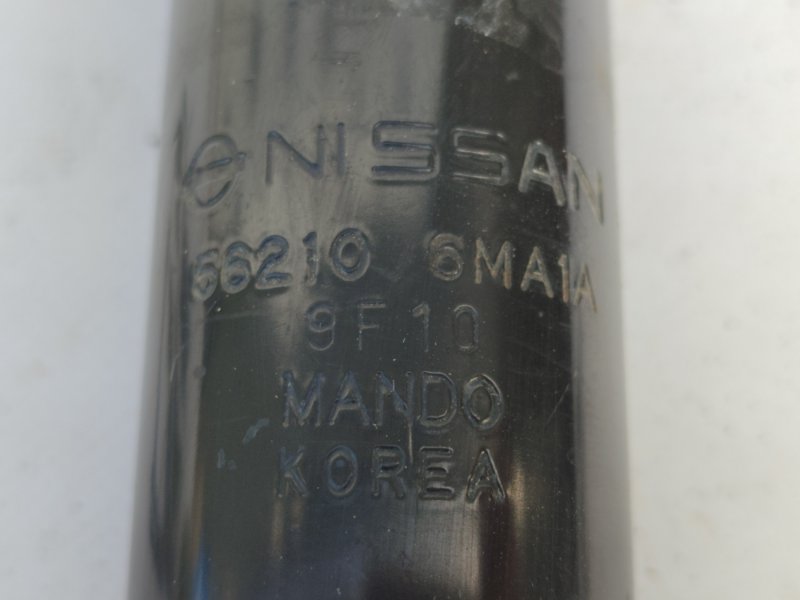 NISSAN
56210 6MA1A
9F10
MANDO
KOREA